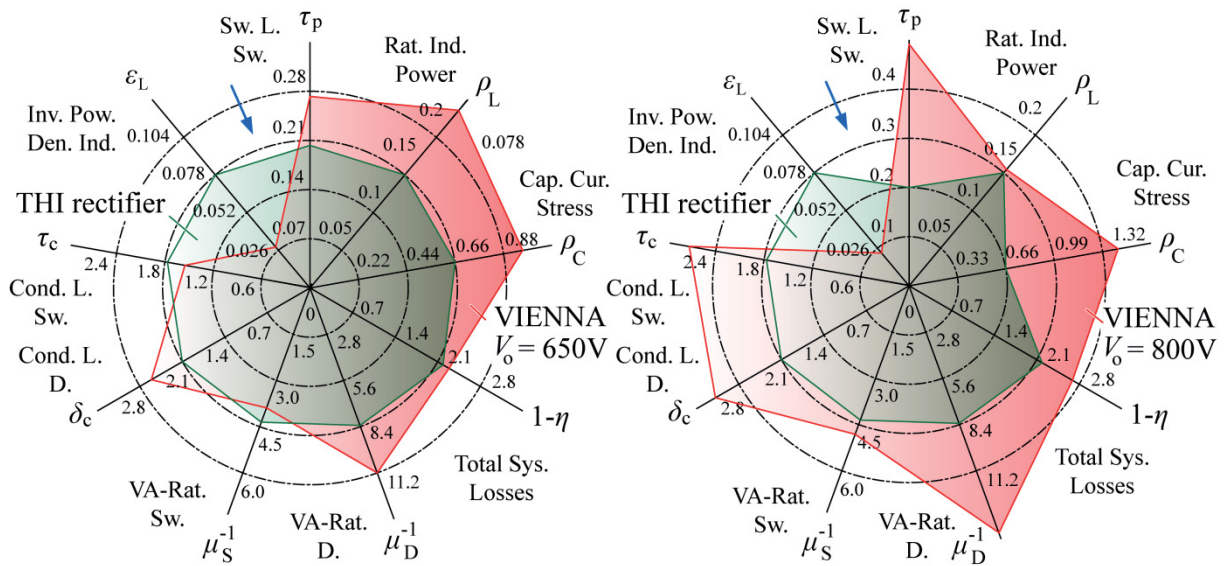 τp
Sw. L.
Sw.
Rat. Ind.
Power
εL
ρL
0.28
0.2
Inv. Pow.
Den. Ind.
0.104
0.21
0.15
0.078
0.078
0.14
0.1
Cap. Cur.
Stress
THI rectifier
0.052
0.026
0.07
0.05
τc
2.4
1.8
1.2
0.6
0.22
0.44
0.66
0.88
ρC
Cond. L.
Sw.
0
0.7
1.4
2.1
2.8
VIENNA
Vo = 650V
Cond. L.
D.
0.7
1.4
2.1
2.8
δc
1.5
3.0
4.5
6.0
2.8
5.6
8.4
11.2
1-η
Total Sys.
Losses
VA-Rat.
Sw.
μS-1
VA-Rat.
D.
μD-1
τp
Sw. L.
Sw.
Rat. Ind.
Power
εL
ρL
0.4
0.2
Inv. Pow.
Den. Ind.
0.104
0.3
0.15
0.078
0.2
0.1
Cap. Cur.
Stress
THI rectifier
0.052
0.026
0.1
0.05
τc
2.4
1.8
1.2
0.6
0.33
0.66
0.99
1.32
ρC
Cond. L.
Sw.
0
0.7
1.4
2.1
2.8
VIENNA
Vo = 800V
Cond. L.
D.
0.7
1.4
2.1
2.8
δc
1.5
3.0
4.5
6.0
2.8
5.6
8.4
11.2
1-η
Total Sys.
Losses
VA-Rat.
Sw.
μS-1
VA-Rat.
D.
μD-1